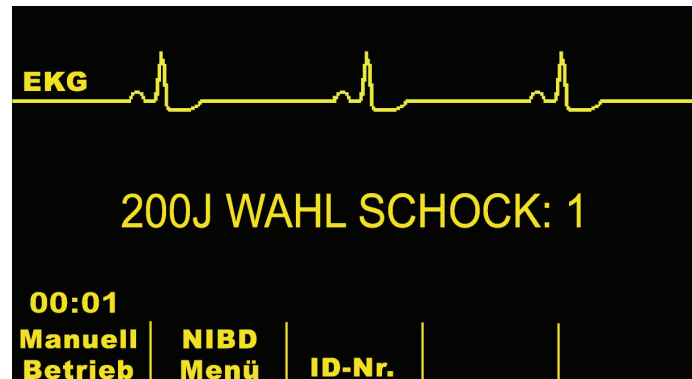 EKG
200J WAHL SCHOCK: 1
00:01
Manuell NIBD
Betrieb Menü ID-Nr.